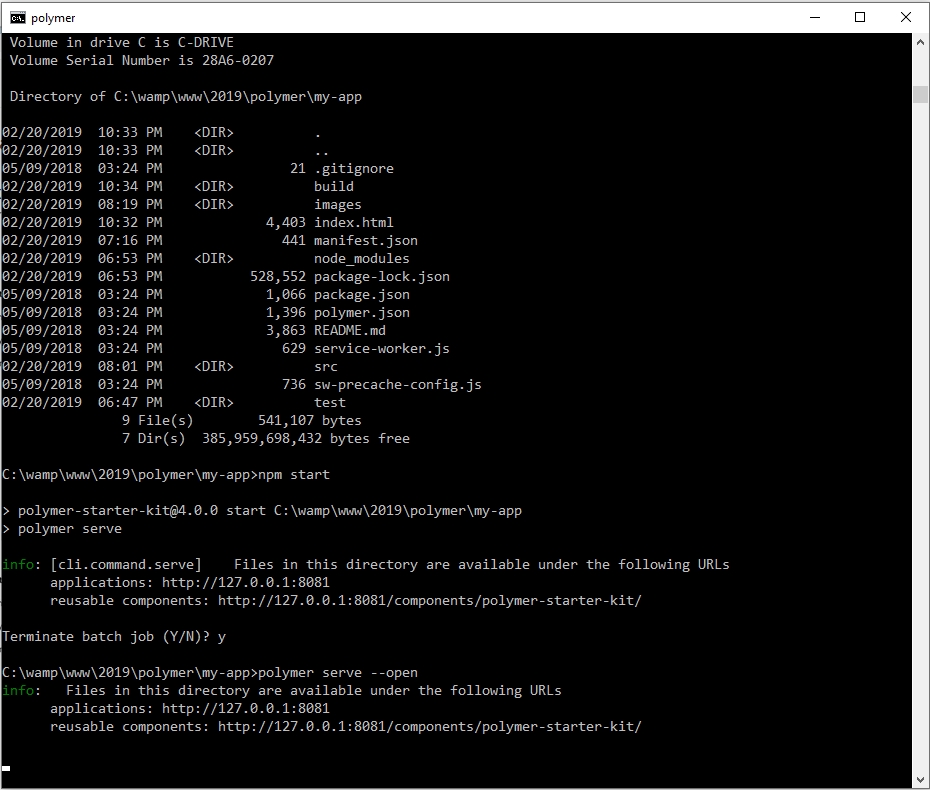 polymer
Volume in drive C is C-DRIVE
Volume Serial Number is 28A6-0207
Directory of C:\wamp\www\2019\polymer\my-app
02/20/2019  10:33 PM    <DIR>          .
02/20/2019  10:33 PM    <DIR>          ..
05/09/2018  03:24 PM                21 .gitignore
02/20/2019  10:34 PM    <DIR>          build
02/20/2019  08:19 PM    <DIR>          images
02/20/2019  10:32 PM             4,403 index.html
02/20/2019  07:16 PM               441 manifest.json
02/20/2019  06:53 PM    <DIR>          node_modules
02/20/2019  06:53 PM           528,552 package-lock.json
05/09/2018  03:24 PM             1,066 package.json
05/09/2018  03:24 PM             1,396 polymer.json
05/09/2018  03:24 PM             3,863 README.md
05/09/2018  03:24 PM               629 service-worker.js
02/20/2019  08:01 PM    <DIR>          src
05/09/2018  03:24 PM               736 sw-precache-config.js
02/20/2019  06:47 PM    <DIR>          test
9 File(s)        541,107 bytes
7 Dir(s)  385,959,698,432 bytes free
C:\wamp\www\2019\polymer\my-app>npm start
> polymer-starter-kit@4.0.0 start C:\wamp\www\2019\polymer\my-app
> polymer serve
info: [cli.command.serve]    Files in this directory are available under the following URLs
applications: http://127.0.0.1:8081
reusable components: http://127.0.0.1:8081/components/polymer-starter-kit/
Terminate batch job (Y/N)? y
C:\wamp\www\2019\polymer\my-app>polymer serve --open
info:   Files in this directory are available under the following URLs
applications: http://127.0.0.1:8081
reusable components: http://127.0.0.1:8081/components/polymer-starter-kit/